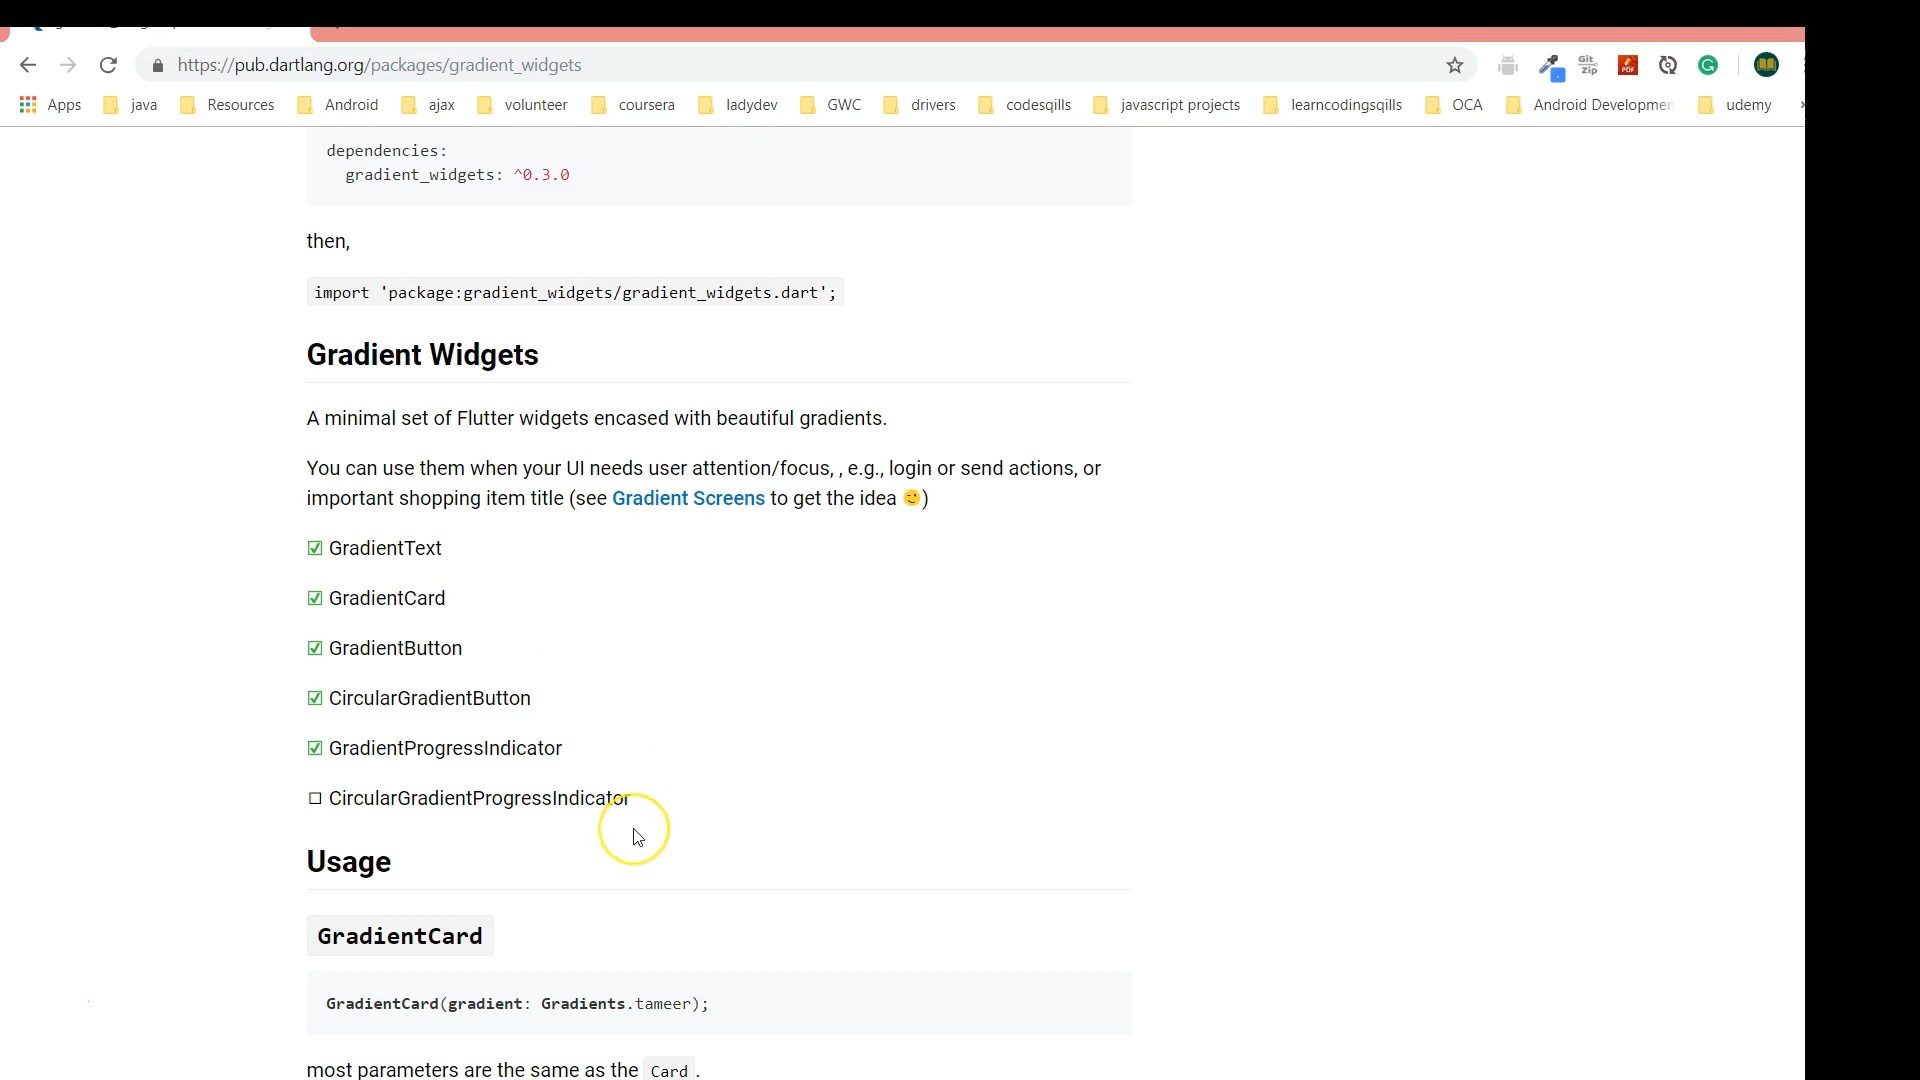 https://pub.dartlang.org/packages/gradient_widgets
Git Zip PDF
Apps java Resources Android ajax volunteer coursera ladydev GWC drivers codesqills javascript projects learncodingsqills OCA Android Developmen udemy
dependencies:
gradient_widgets: ^0.3.0
then,
import 'package:gradient_widgets/gradient_widgets.dart';
Gradient Widgets
A minimal set of Flutter widgets encased with beautiful gradients.
You can use them when your UI needs user attention/focus, , e.g., login or send actions, or
important shopping item title (see Gradient Screens to get the idea 😉)
☑ GradientText
☑ GradientCard
☑ GradientButton
☑ CircularGradientButton
☑ GradientProgressIndicator
☐ CircularGradientProgressIndicator
Usage
GradientCard
GradientCard(gradient: Gradients.tameer);
most parameters are the same as the Card.